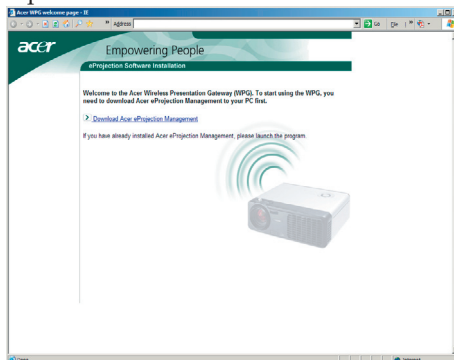 Acer WPG welcome page - IE
Address
Go
acer
Empowering People
eProjection Software Installation
Welcome to the Acer Wireless Presentation Gateway (WPG). To start using the WPG, you
need to download Acer eProjection Management to your PC first.
Download Acer eProjection Management
If you have already installed Acer eProjection Management, please launch the program.
Internet